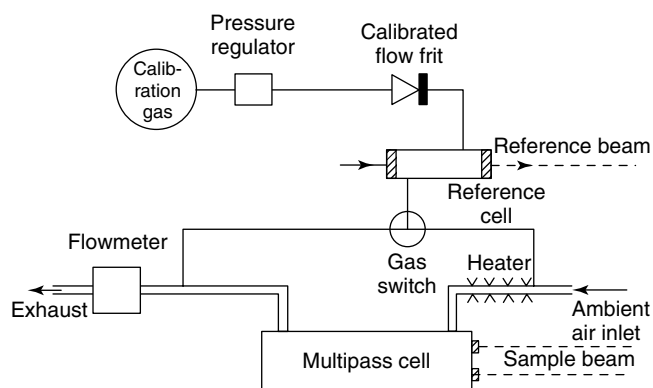 Pressure
regulator
Calibrated
flow frit
Calib-
ration
gas
Reference beam
Reference
cell
Flowmeter
Gas
switch
Heater
Exhaust
Ambient
air inlet
Multipass cell
Sample beam